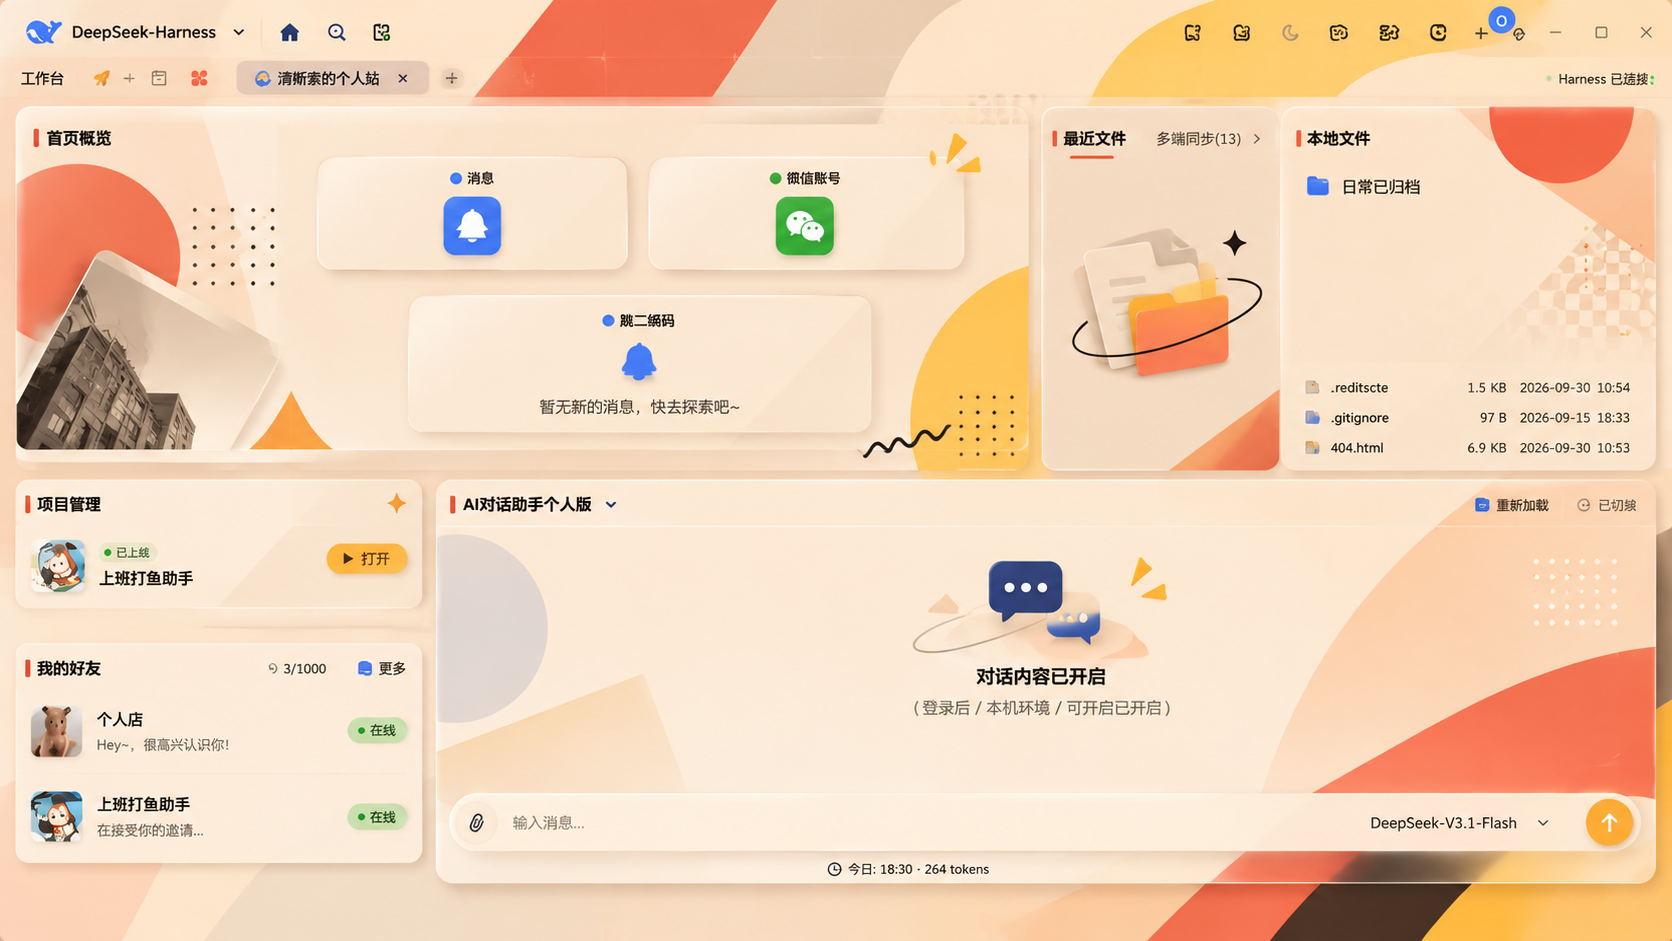 DeepSeek-Harness
工作台
清晰索的个人站
Harness 已连接
首页概览
消息
微信账号
跳二维码
暂无新的消息，快去探索吧~
最近文件
多端同步(13)
本地文件
日常已归档
.reditscte 1.5 KB 2026-09-30 10:54
.gitignore 97 B 2026-09-15 18:33
404.html 6.9 KB 2026-09-30 10:53
项目管理
已上线
上班打鱼助手
打开
我的好友
3/1000
更多
个人店
Hey~，很高兴认识你!
在线
上班打鱼助手
在接受你的邀请...
在线
AI对话助手个人版
重新加载
对话内容已开启
(登录后 / 本机环境 / 可开启已开启)
输入消息...
DeepSeek-V3.1-Flash
今日: 18:30 · 264 tokens